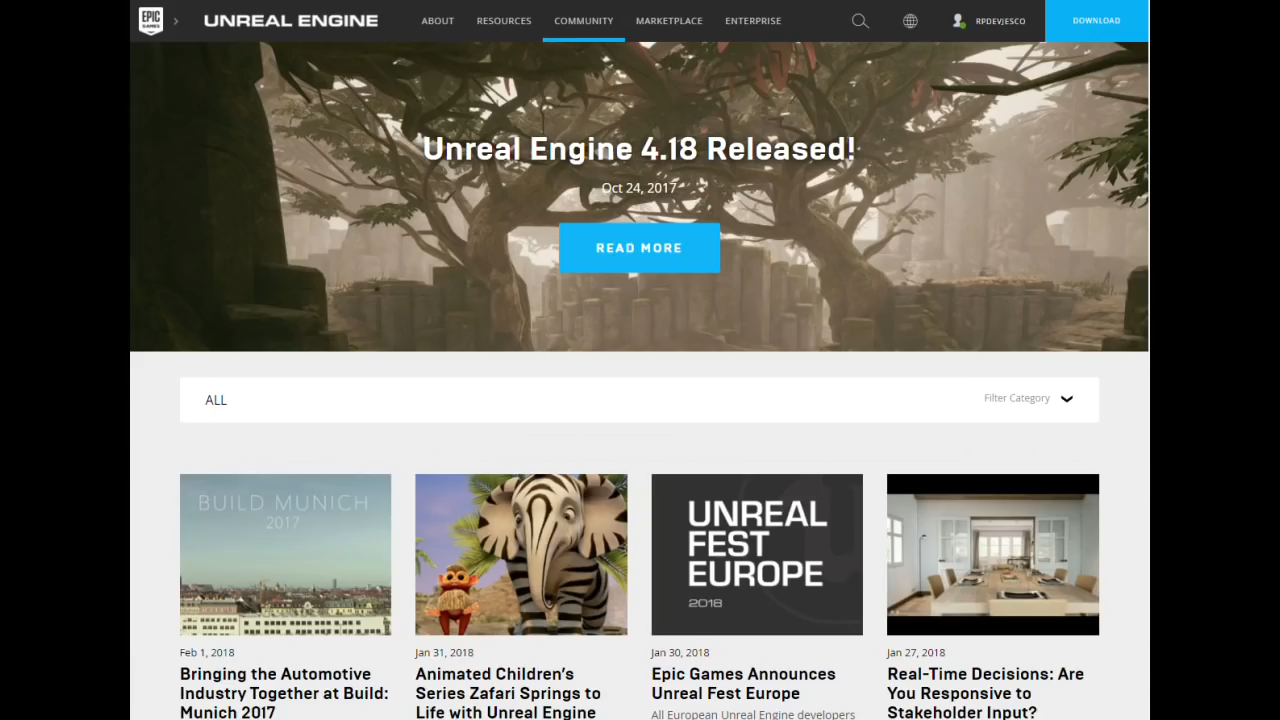 EPIC GAMES
UNREAL ENGINE
ABOUT
RESOURCES
COMMUNITY
MARKETPLACE
ENTERPRISE
RPDEVJESCO
DOWNLOAD
Unreal Engine 4.18 Released!
Oct 24, 2017
READ MORE
ALL
Filter Category
BUILD MUNICH
2017
UNREAL
FEST
EUROPE
2018
Feb 1, 2018
Bringing the Automotive
Industry Together at Build:
Munich 2017
Jan 31, 2018
Animated Children's
Series Zafari Springs to
Life with Unreal Engine
Jan 30, 2018
Epic Games Announces
Unreal Fest Europe
All European Unreal Engine developers
Jan 27, 2018
Real-Time Decisions: Are
You Responsive to
Stakeholder Input?